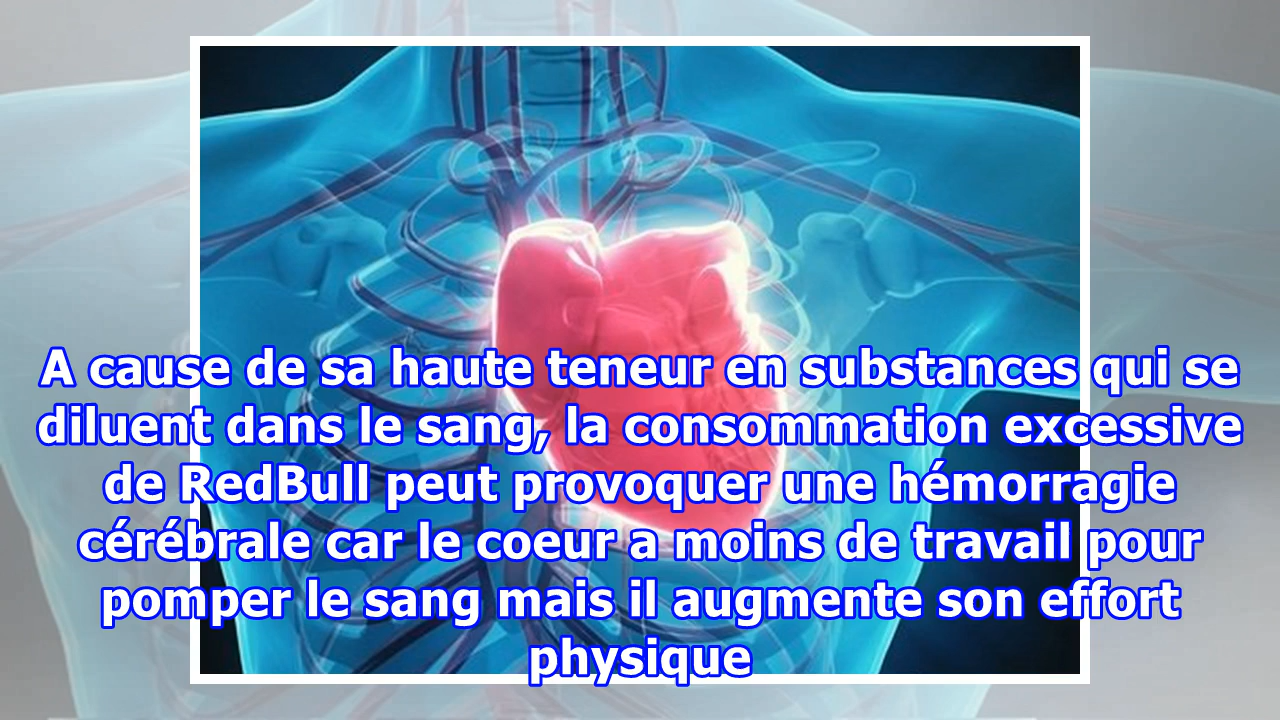 A cause de sa haute teneur en substances qui se
diluent dans le sang, la consommation excessive
de RedBull peut provoquer une hémorragie
cérébrale car le coeur a moins de travail pour
pomper le sang mais il augmente son effort
physique